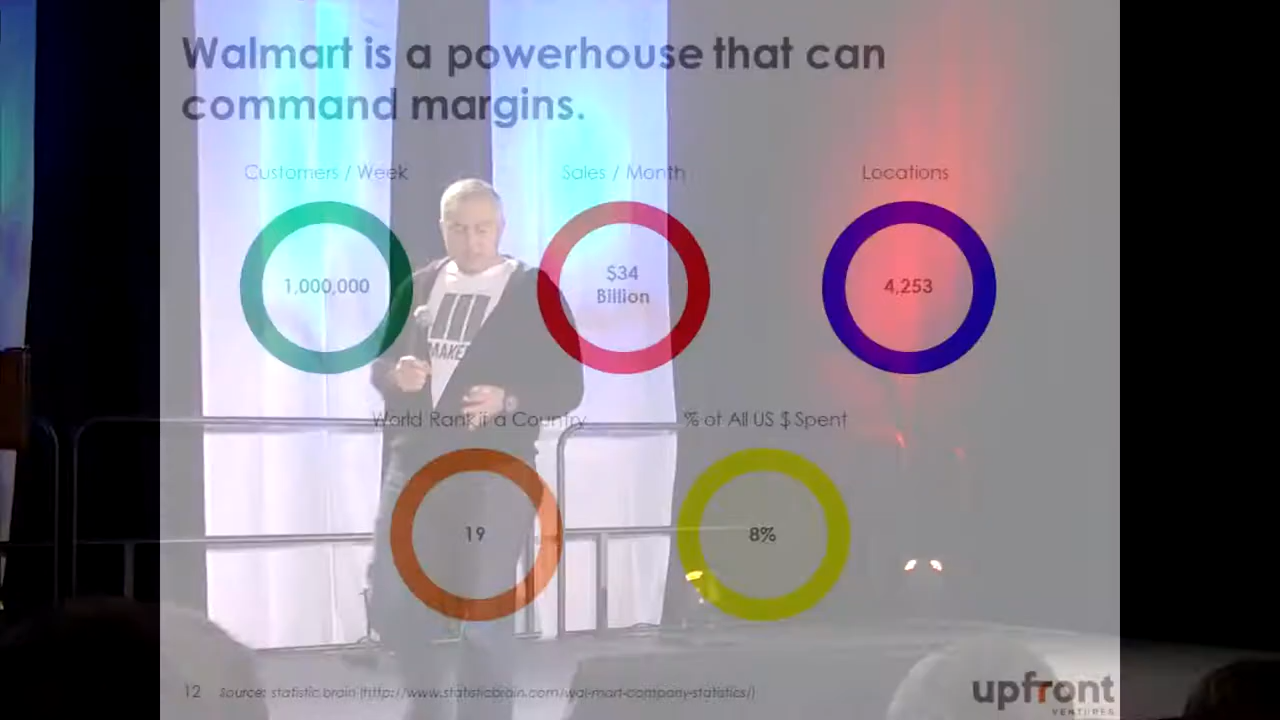 Walmart is a powerhouse that can
command margins.
Customers / Week
Sales / Month
Locations
1,000,000
$34
Billion
4,253
MAKE
World Rank if a Country
% of All US $ Spent
19
8%
12 Source: statistic brain (http://www.statisticbrain.com/wal-mart-company-statistics/)
upfront
VENTURES